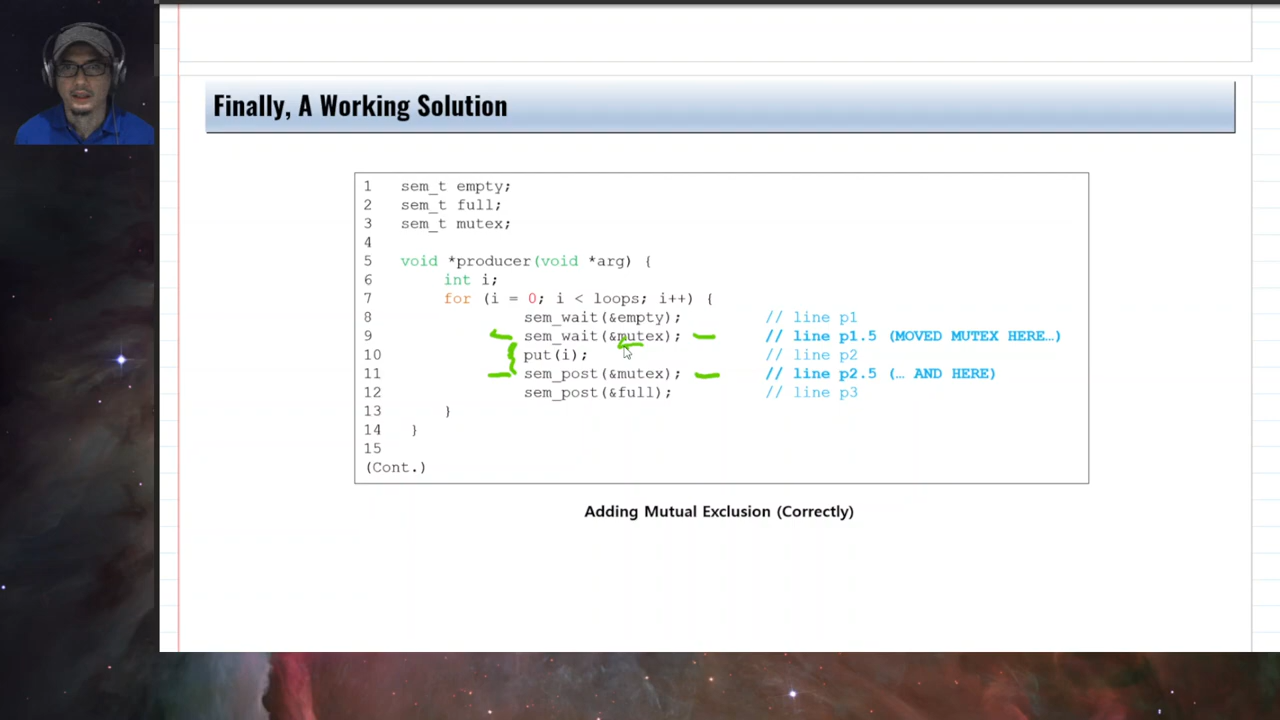 Finally, A Working Solution
1 sem_t empty;
2 sem_t full;
3 sem_t mutex;
4
5 void *producer(void *arg) {
6 int i;
7 for (i = 0; i < loops; i++) {
8 sem_wait(&empty); // line p1
9 sem_wait(&mutex); // line p1.5 (MOVED MUTEX HERE…)
10 put(i); // line p2
11 sem_post(&mutex); // line p2.5 (… AND HERE)
12 sem_post(&full); // line p3
13 }
14 }
15
(Cont.)
Adding Mutual Exclusion (Correctly)